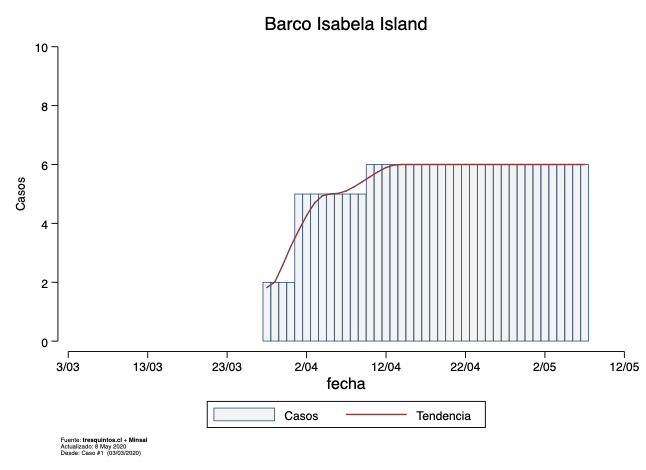 Barco Isabela Island
10
8
6
4
2
0
Casos
3/03 13/03 23/03 2/04 12/04 22/04 2/05 12/05
fecha
Casos Tendencia
Fuente: tresquintos.cl + Minsal
Actualizado: 8 May 2020
Desde: Caso #1 (03/03/2020)